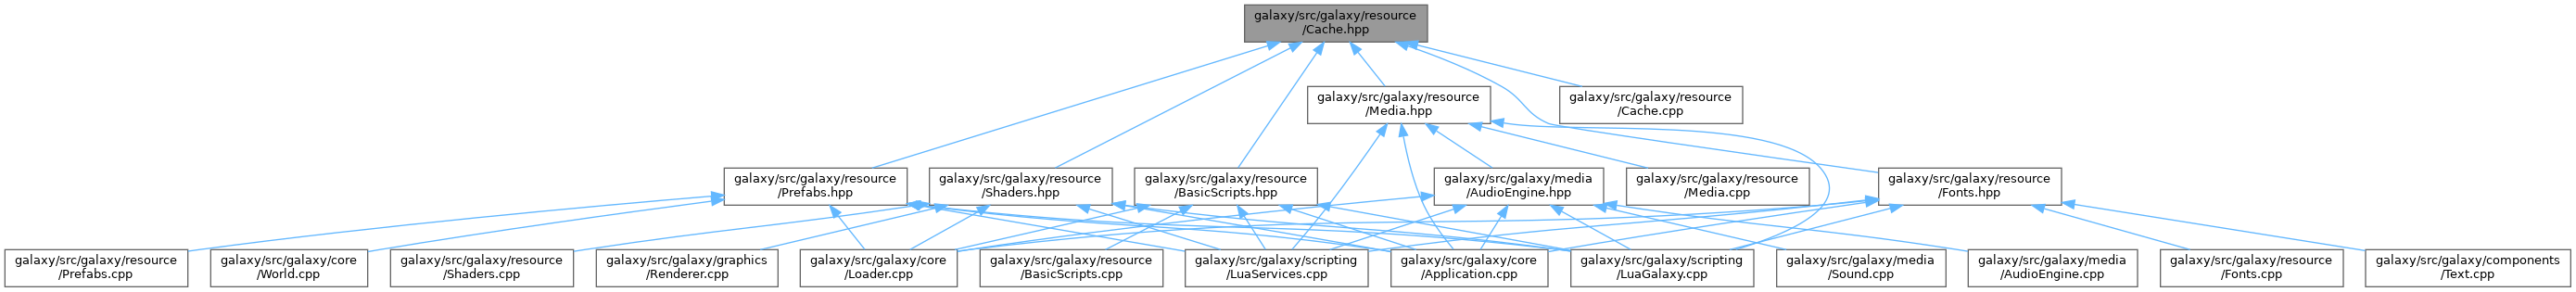 galaxy/src/galaxy/resource
/Cache.hpp
galaxy/src/galaxy/resource
/Media.hpp
galaxy/src/galaxy/resource
/Cache.cpp
galaxy/src/galaxy/resource
/Prefabs.hpp
galaxy/src/galaxy/resource
/Shaders.hpp
galaxy/src/galaxy/resource
/BasicScripts.hpp
galaxy/src/galaxy/media
/AudioEngine.hpp
galaxy/src/galaxy/resource
/Media.cpp
galaxy/src/galaxy/resource
/Fonts.hpp
galaxy/src/galaxy/resource
/Prefabs.cpp
galaxy/src/galaxy/core
/World.cpp
galaxy/src/galaxy/resource
/Shaders.cpp
galaxy/src/galaxy/graphics
/Renderer.cpp
galaxy/src/galaxy/core
/Loader.cpp
galaxy/src/galaxy/resource
/BasicScripts.cpp
galaxy/src/galaxy/scripting
/LuaServices.cpp
galaxy/src/galaxy/core
/Application.cpp
galaxy/src/galaxy/scripting
/LuaGalaxy.cpp
galaxy/src/galaxy/media
/Sound.cpp
galaxy/src/galaxy/media
/AudioEngine.cpp
galaxy/src/galaxy/resource
/Fonts.cpp
galaxy/src/galaxy/components
/Text.cpp